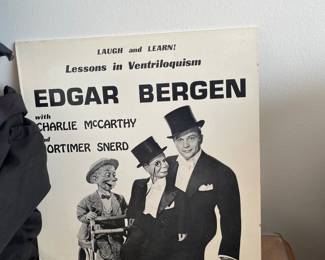 LAUGH and LEARN!
Lessons in Ventriloquism
EDGAR BERGEN
with
CHARLIE McCARTHY
and
MORTIMER SNERD